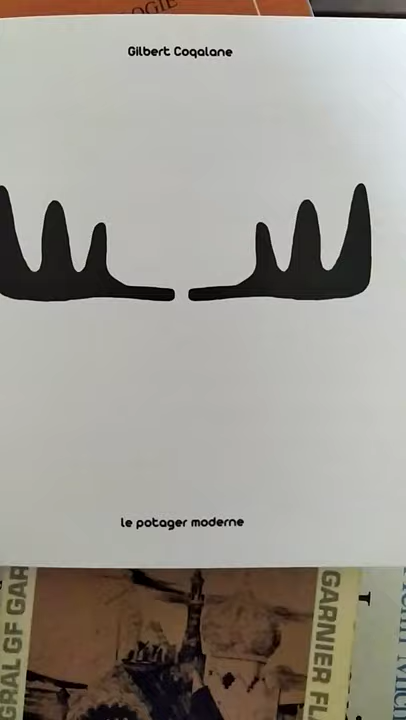 OGIE
Gilbert Coqalane
le potager moderne
GRAL GF GAR
GARNIER FL